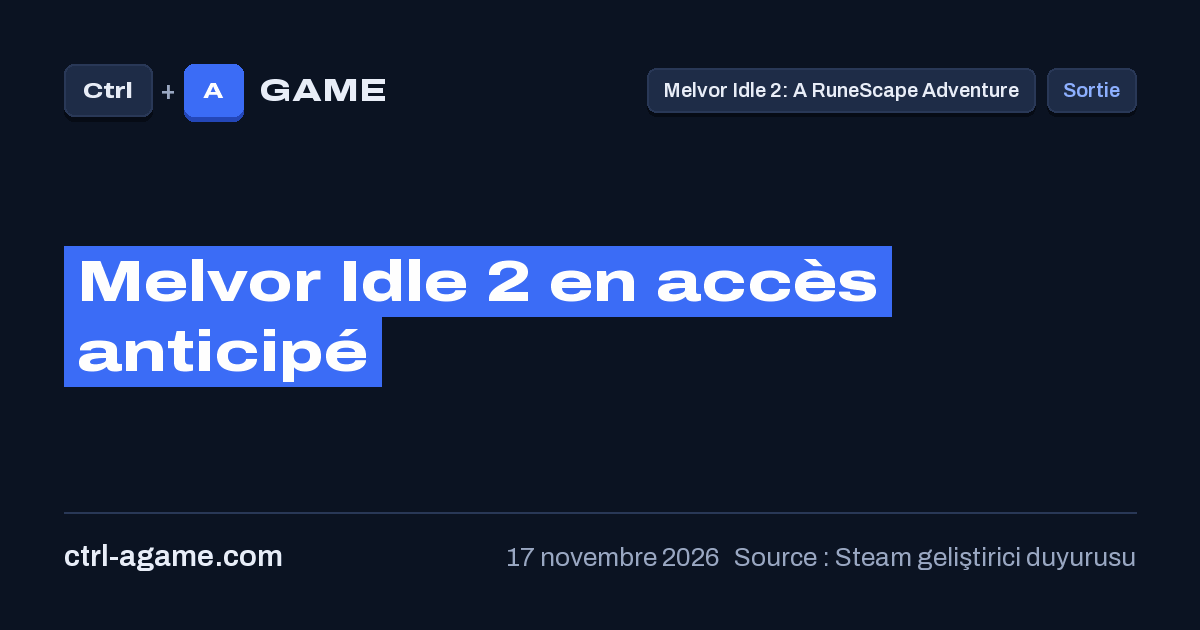 Ctrl + A GAME
Melvor Idle 2: A RuneScape Adventure
Sortie
Melvor Idle 2 en accès
anticipé
ctrl-agame.com
17 novembre 2026 Source : Steam geliştirici duyurusu